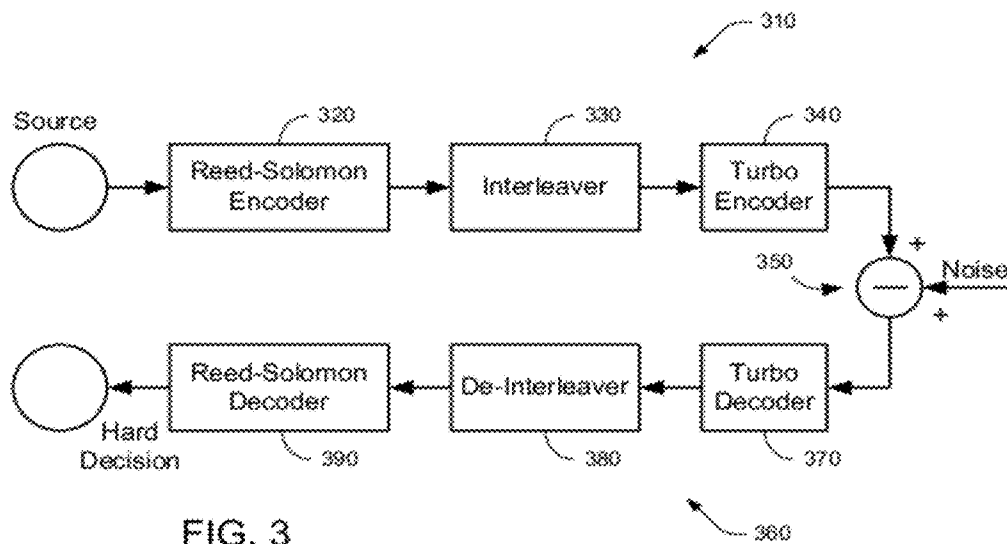 310
Source
320
330
340
Reed-Solomon
Encoder
Interleaver
Turbo
Encoder
+
350
Noise
+
Reed-Solomon
Decoder
De-Interleaver
Turbo
Decoder
Hard
Decision
390
380
370
FIG. 3
360